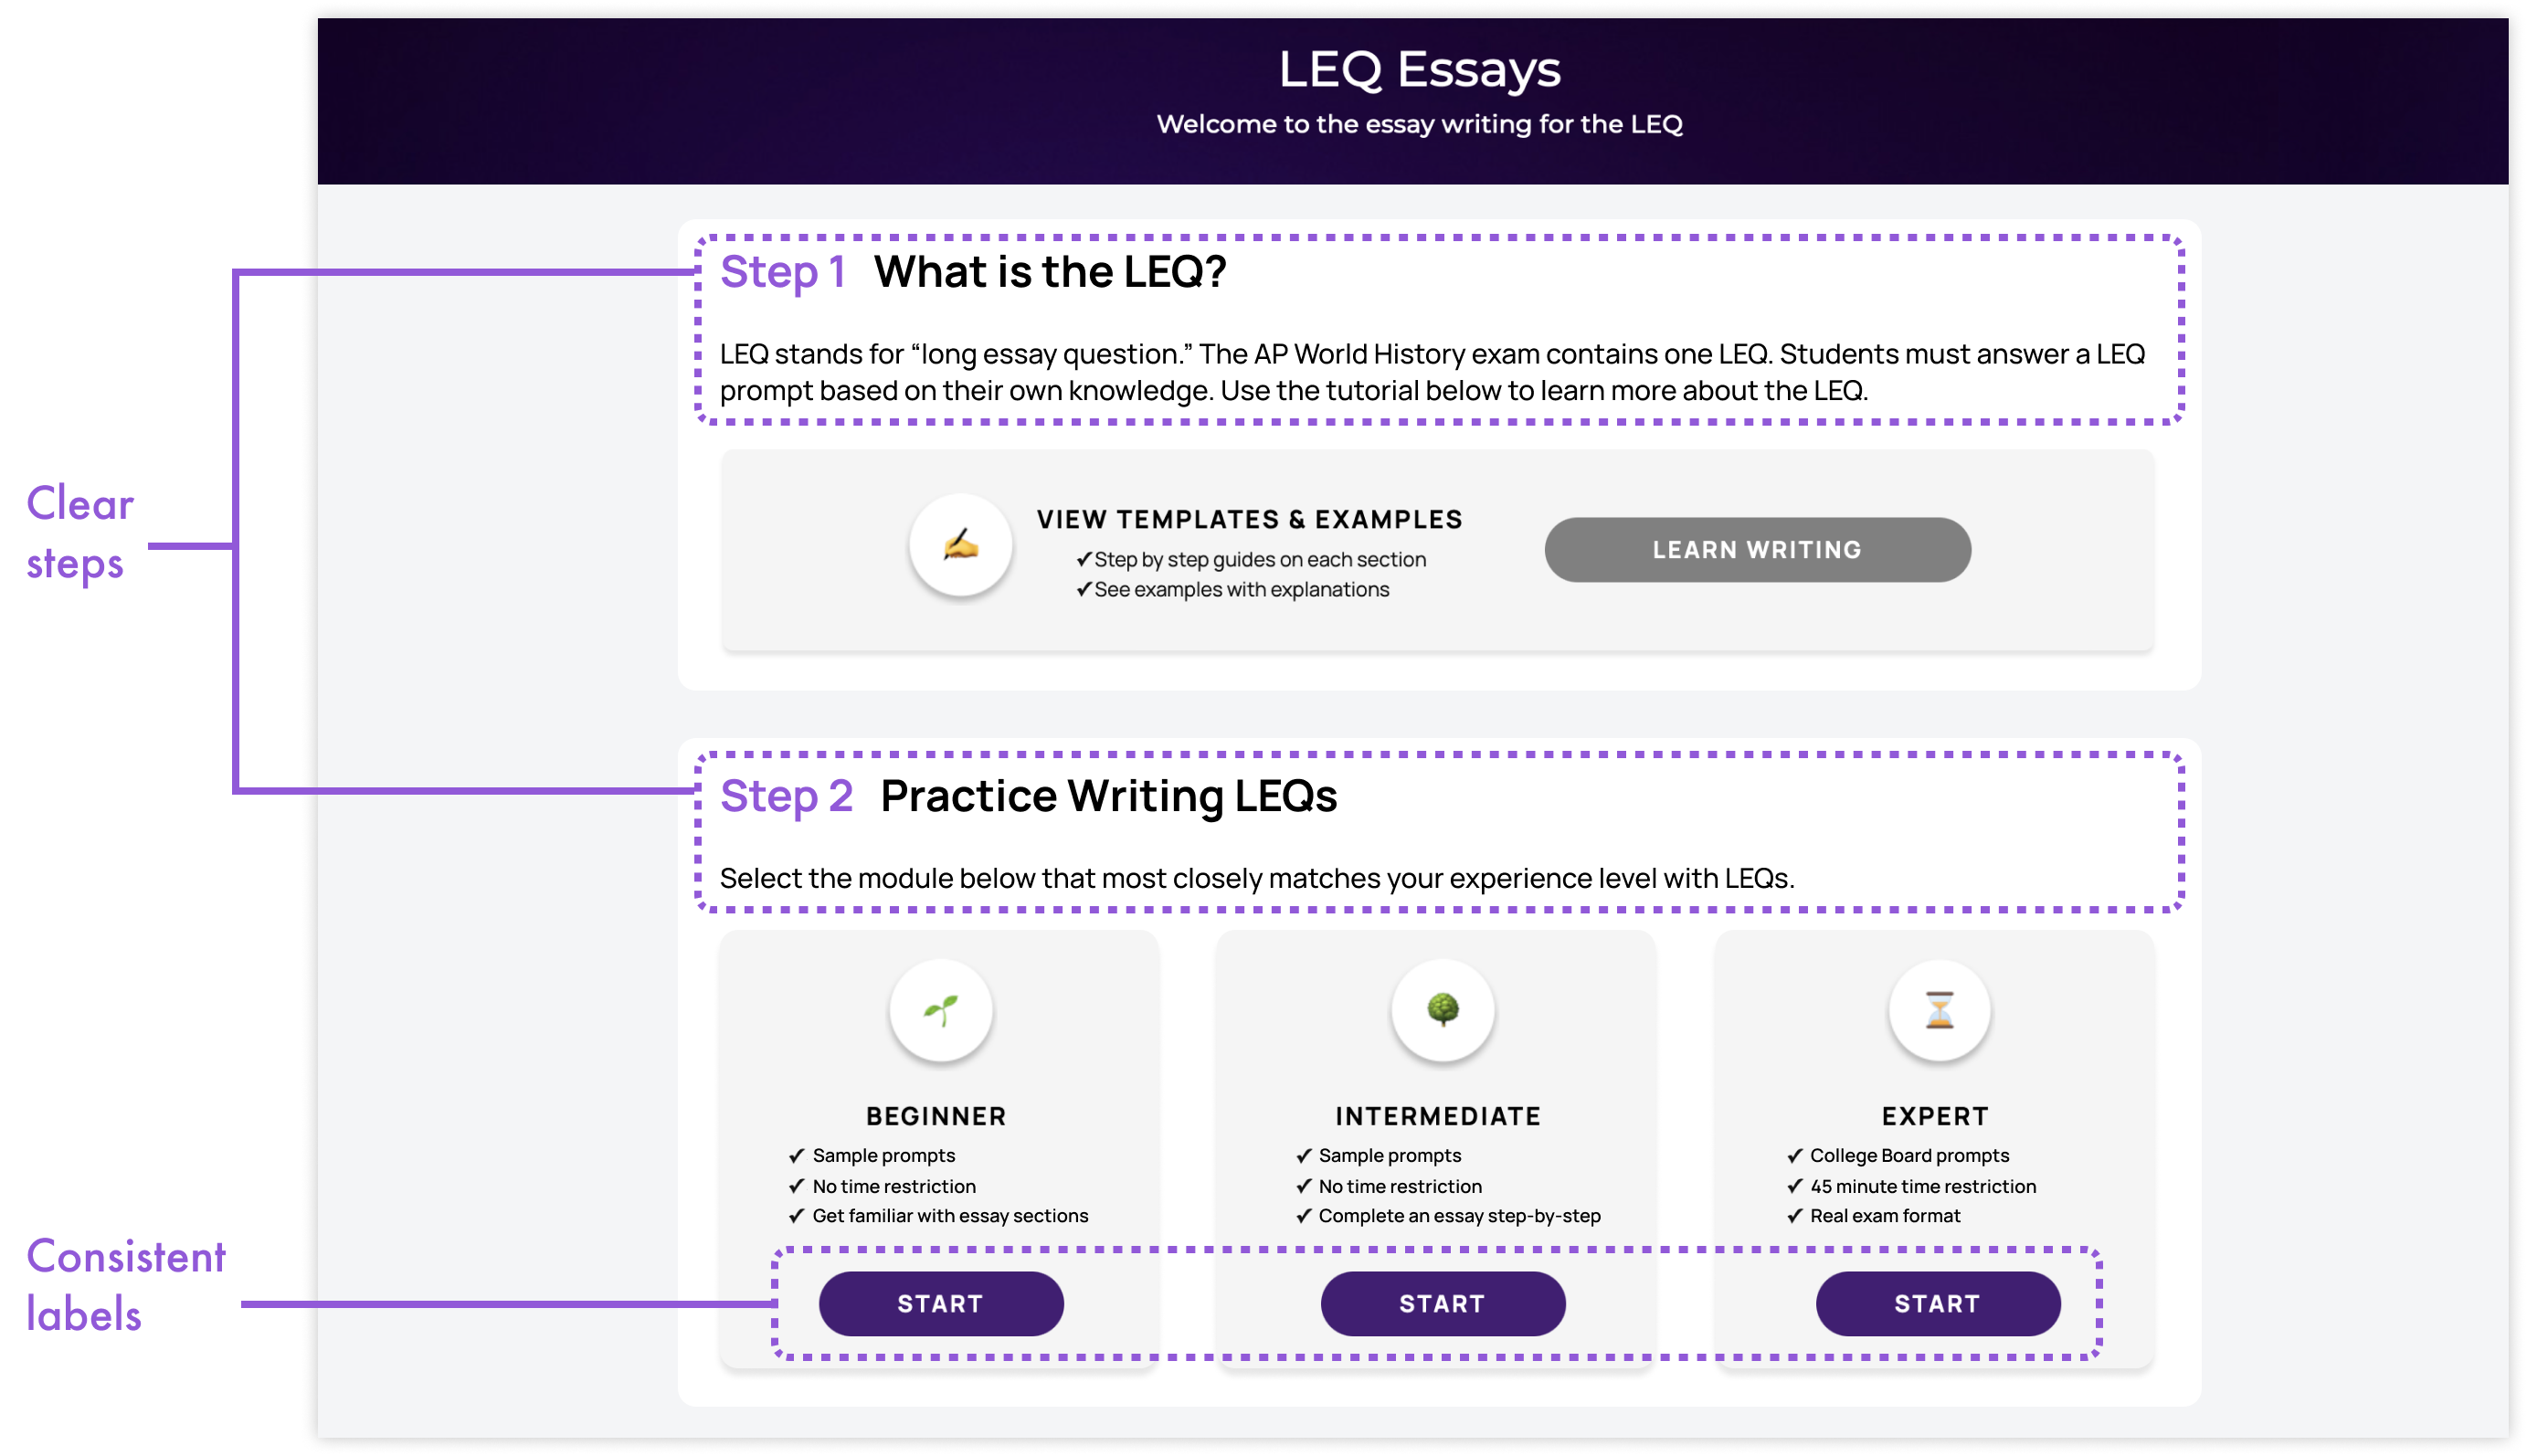 LEQ Essays
Welcome to the essay writing for the LEQ
Clear
steps
Step 1 What is the LEQ?
LEQ stands for “long essay question.” The AP World History exam contains one LEQ. Students must answer a LEQ
prompt based on their own knowledge. Use the tutorial below to learn more about the LEQ.
VIEW TEMPLATES & EXAMPLES
✓Step by step guides on each section
✓See examples with explanations
LEARN WRITING
Step 2 Practice Writing LEQs
Select the module below that most closely matches your experience level with LEQs.
BEGINNER
✓ Sample prompts
✓ No time restriction
✓ Get familiar with essay sections
START
INTERMEDIATE
✓ Sample prompts
✓ No time restriction
✓ Complete an essay step-by-step
START
EXPERT
✓ College Board prompts
✓ 45 minute time restriction
✓ Real exam format
START
Consistent
labels